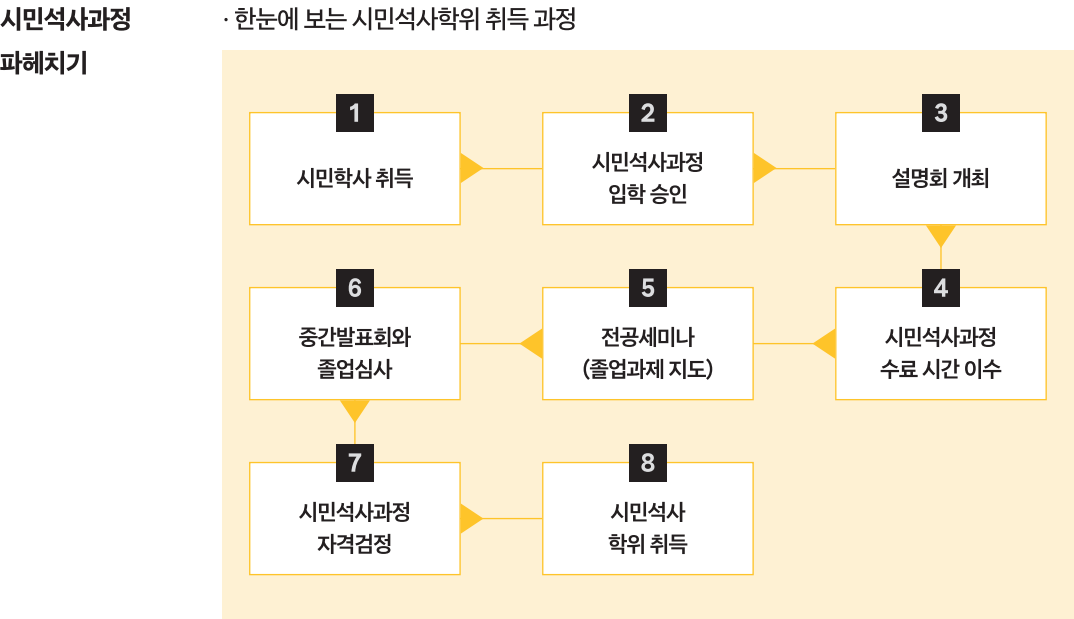 시민석사과정
파헤치기
· 한눈에 보는 시민석사학위 취득 과정
1
시민학사 취득
2
시민석사과정
입학 승인
3
설명회 개최
4
시민석사과정
수료 시간 이수
5
전공세미나
(졸업과제 지도)
6
중간발표회와
졸업심사
7
시민석사과정
자격검정
8
시민석사
학위 취득